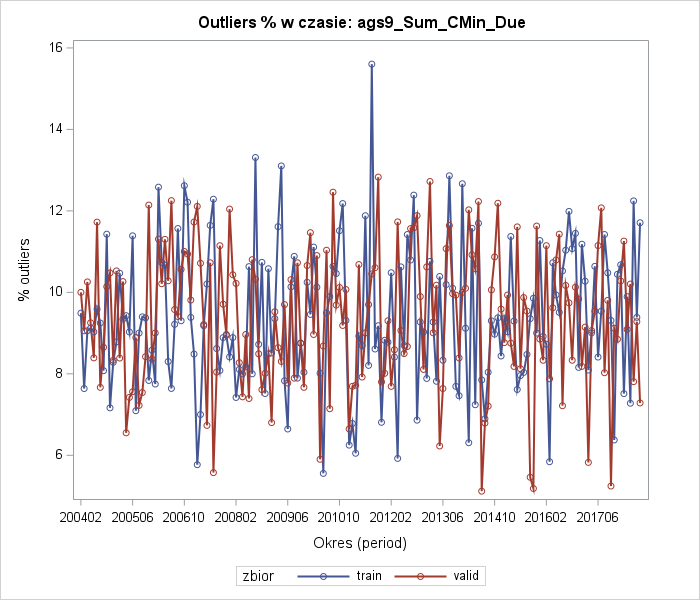 Outliers % w czasie: ags9_Sum_CMin_Due
% outliers
16
14
12
10
8
6
200402 200506 200610 200802 200906 201010 201202 201306 201410 201602 201706
Okres (period)
zbior train valid